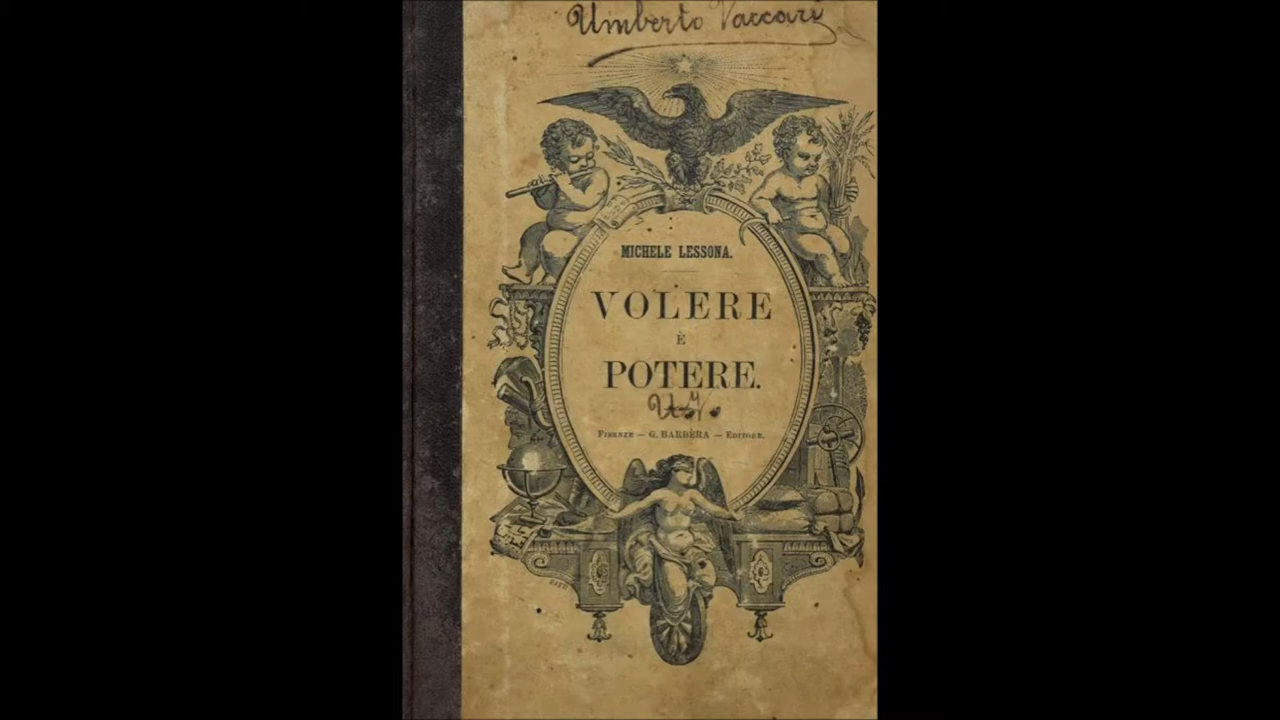 Umberto Vaccari
MICHELE LESSONA.
VOLERE
È
POTERE.
U. V.
FIRENZE — G. BARBÈRA — EDITORE.